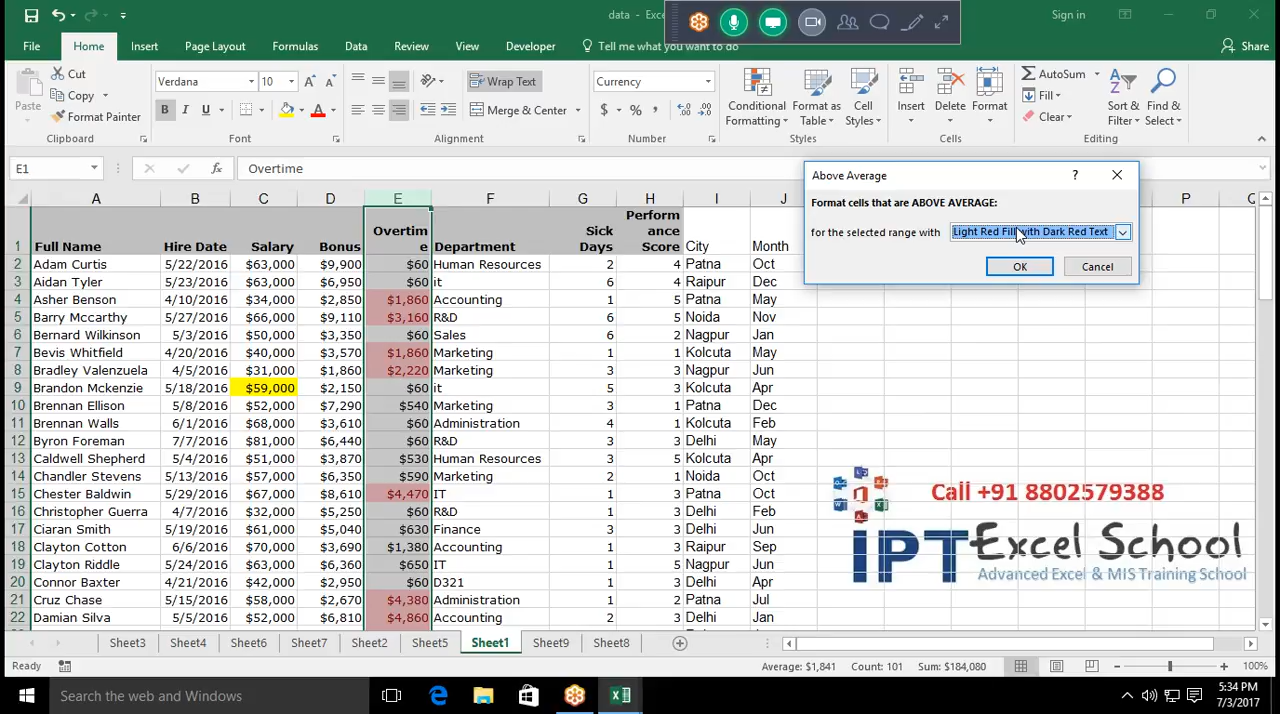 data - Exce
Sign in
File Home Insert Page Layout Formulas Data Review View Developer Tell me what you want to do Share
Paste Cut Copy Format Painter
Verdana 10
B I U
Wrap Text
Merge & Center
Currency
$ % ,
Conditional Formatting Format as Table Cell Styles
Insert Delete Format
AutoSum Fill Clear
Sort & Filter Find & Select
Clipboard Font Alignment Number Styles Cells Editing
E1 fx Overtime
Above Average ?
Format cells that are ABOVE AVERAGE:
for the selected range with Light Red Fill with Dark Red Text
OK Cancel
A B C D E F G H I J P Q
1 Full Name Hire Date Salary Bonus Overtime Department Sick Days Performance Score City Month
2 Adam Curtis 5/22/2016 $63,000 $9,900 $60 Human Resources 2 4 Patna Oct
3 Aidan Tyler 5/23/2016 $63,000 $6,950 $60 it 6 4 Raipur Dec
4 Asher Benson 4/10/2016 $34,000 $2,850 $1,860 Accounting 1 5 Patna May
5 Barry Mccarthy 5/27/2016 $66,000 $9,110 $3,160 R&D 6 5 Noida Nov
6 Bernard Wilkinson 5/3/2016 $50,000 $3,350 $60 Sales 6 2 Nagpur Jan
7 Bevis Whitfield 4/20/2016 $40,000 $3,570 $1,860 Marketing 1 1 Kolcuta May
8 Bradley Valenzuela 4/5/2016 $31,000 $1,860 $2,220 Marketing 3 3 Nagpur Jun
9 Brandon Mckenzie 5/18/2016 $59,000 $2,150 $60 it 5 3 Kolcuta Apr
10 Brennan Ellison 5/8/2016 $52,000 $7,290 $540 Marketing 3 1 Patna Dec
11 Brennan Walls 6/1/2016 $68,000 $3,610 $60 Administration 4 1 Kolcuta Feb
12 Byron Foreman 7/7/2016 $81,000 $6,440 $60 R&D 3 3 Delhi May
13 Caldwell Shepherd 5/4/2016 $51,000 $3,870 $530 Human Resources 3 3 Kolcuta Apr
14 Chandler Stevens 5/13/2016 $57,000 $6,350 $590 Marketing 2 1 Noida Oct
15 Chester Baldwin 5/29/2016 $67,000 $8,610 $4,470 IT 1 3 Patna Oct
16 Christopher Guerra 4/7/2016 $32,000 $5,250 $60 R&D 1 3 Delhi Feb
17 Ciaran Smith 5/19/2016 $61,000 $5,040 $630 Finance 3 3 Delhi Jun
18 Clayton Cotton 6/6/2016 $70,000 $3,690 $1,380 Accounting 1 3 Raipur Sep
19 Clayton Riddle 5/24/2016 $63,000 $6,360 $650 IT 1 5 Patna Jun
20 Connor Baxter 4/21/2016 $42,000 $2,950 $60 D321 1 3 Delhi Apr
21 Cruz Chase 5/15/2016 $58,000 $2,670 $4,380 Administration 1 2 Patna Jul
22 Damian Silva 5/5/2016 $52,000 $6,810 $4,860 Accounting 2 3 Delhi Jan
Call +91 8802579388
IPT Excel School
Advanced Excel & MIS Training School
Sheet3 Sheet4 Sheet6 Sheet7 Sheet2 Sheet5 Sheet1 Sheet9 Sheet8
Ready Average: $1,841 Count: 101 Sum: $184,080 100%
Search the web and Windows
5:34 PM
7/3/2017